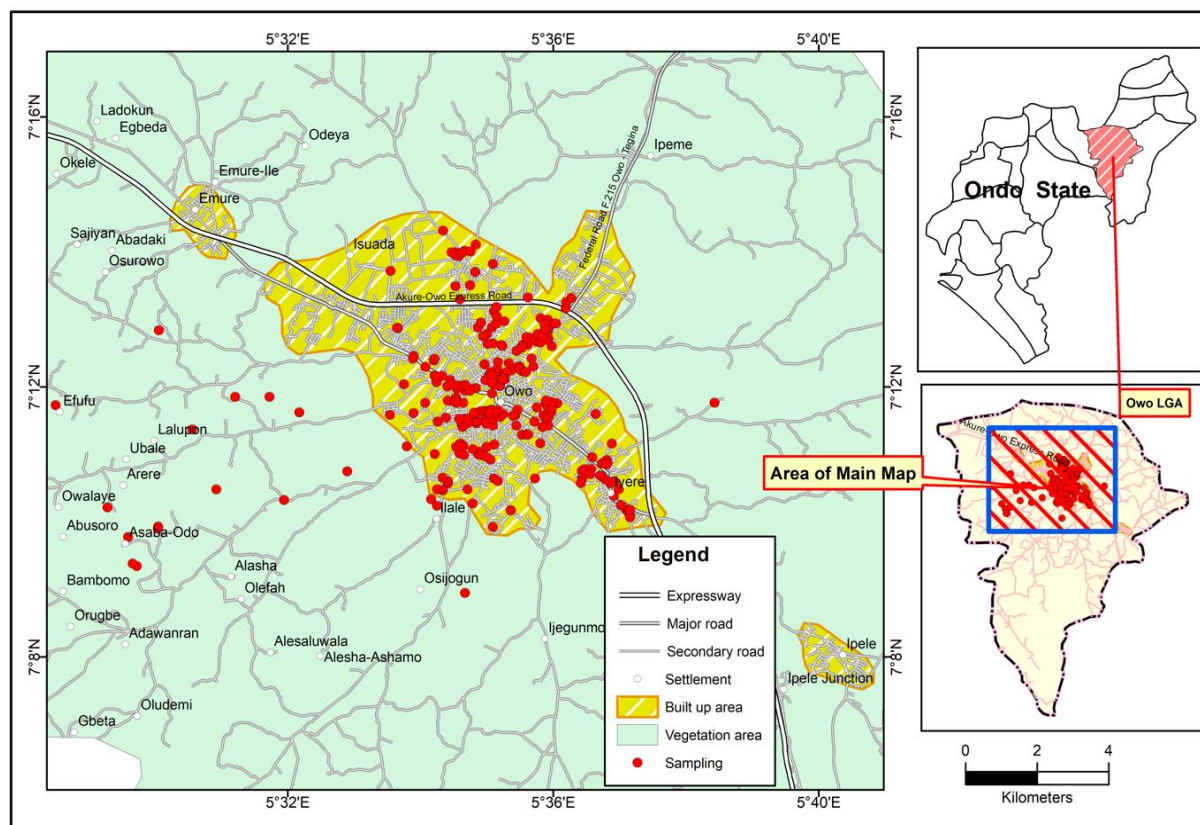 5°32'E
5°36'E
5°40'E
7°16'N
7°16'N
Ladokun
Egbeda
Odeya
Okele
Emure-Ile
Ipeme
Emure
Federal Road F.215 Owo - Tegina
Sajiyan
Abadaki
Isuada
Osurowo
Akure-Owo Express Road
7°12'N
7°12'N
Efufu
Owo
Lalupon
Ubale
Arere
Iyere
Owalaye
Ilale
Abusoro
Asaba-Odo
Alasha
Osijogun
Bambomo
Olefah
Orugbe
Adawanran
Alesaluwala
Ijegunmo
Alesha-Ashamo
7°8'N
7°8'N
Ipele
Ipele Junction
Oludemi
Gbeta
5°32'E
5°36'E
5°40'E
Legend
Expressway
Major road
Secondary road
Settlement
Built up area
Vegetation area
Sampling
Ondo State
Owo LGA
Akure-Owo Express Road
Area of Main Map
0 2 4
Kilometers